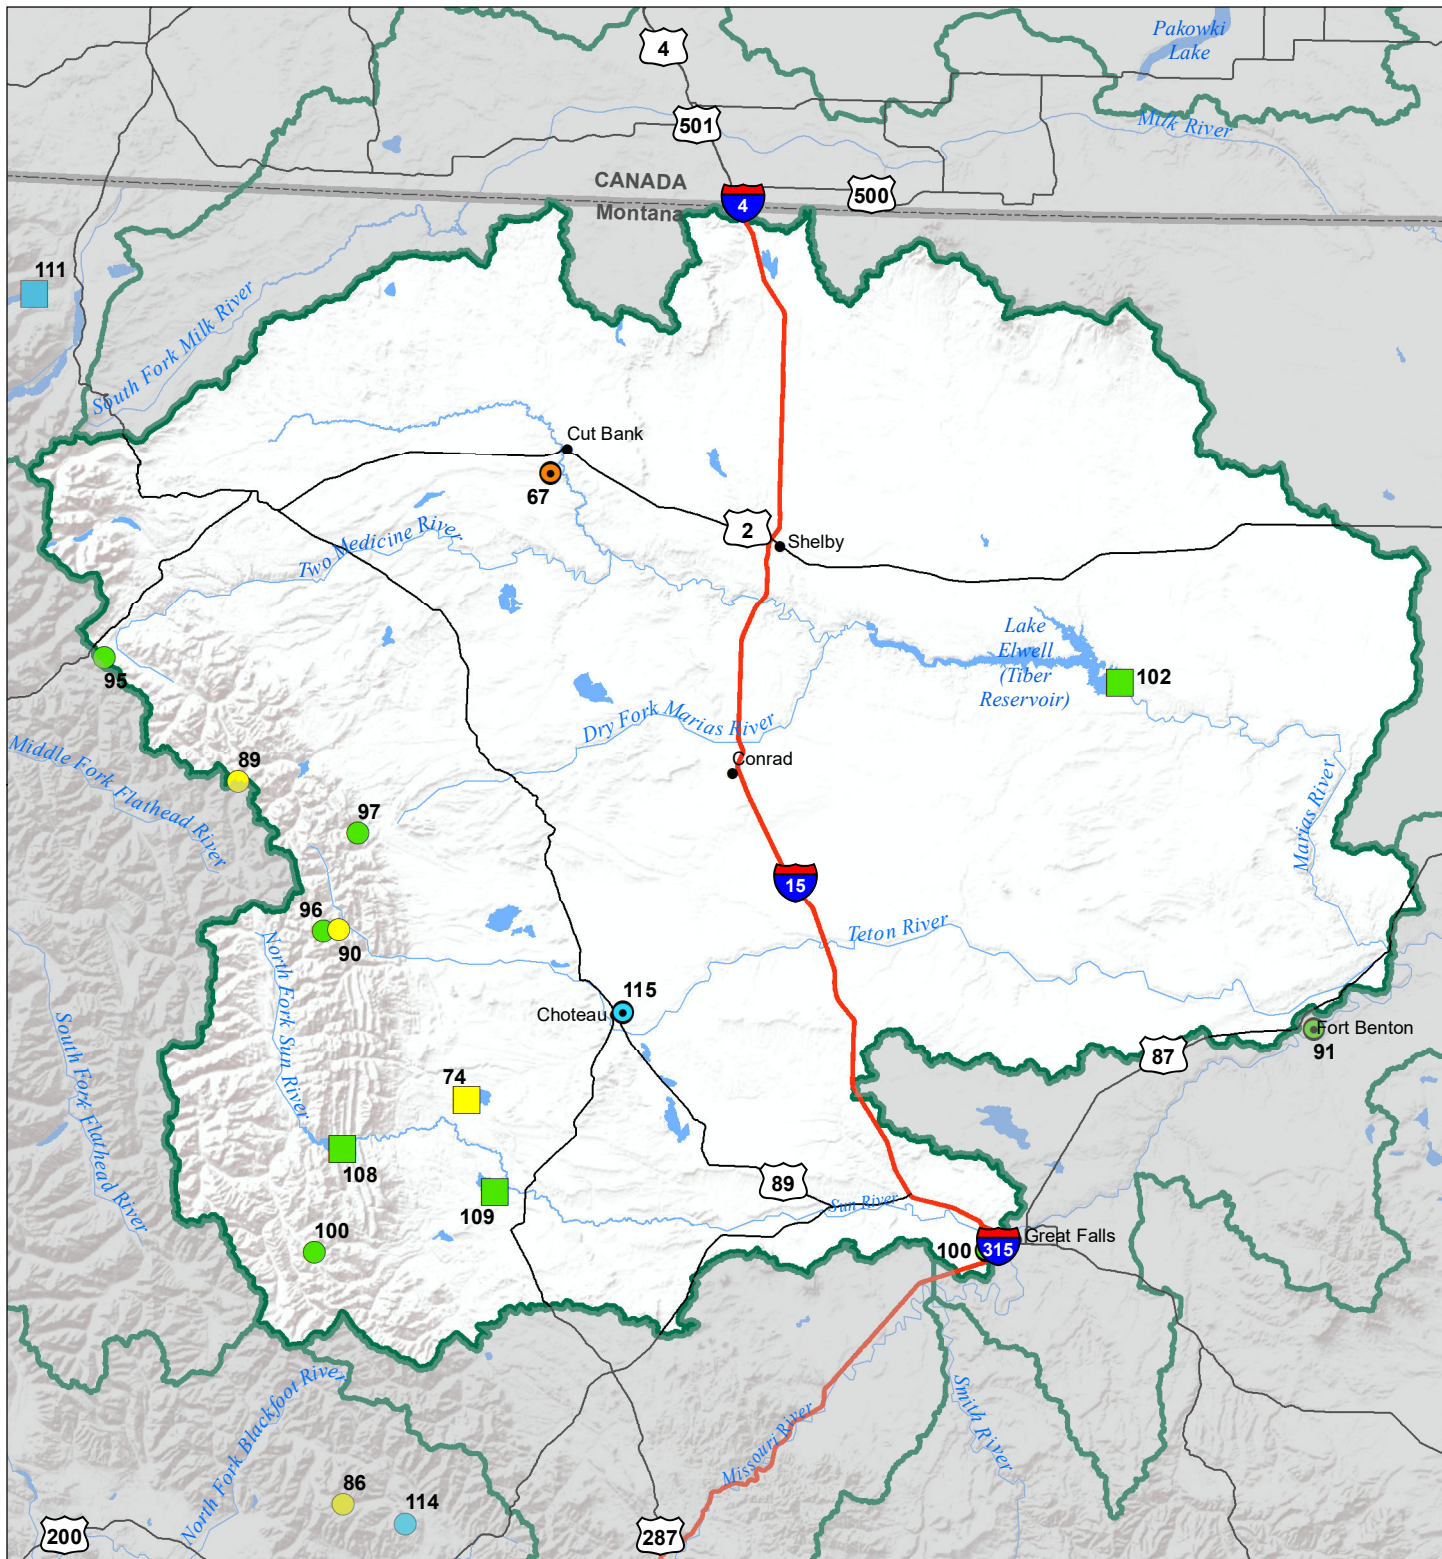 4
Pakowki
Lake
501
Milk River
CANADA
500
4
Montana
111
South Fork Milk River
Cut Bank
67
2
Shelby
Two Medicine River
Lake
Elwell
(Tiber
Reservoir)
102
95
Dry Fork Marias River
Middle Fork Flathead River
89
Conrad
97
Marias River
15
96
90
Teton River
North Fork Sun River
115
Choteau
South Fork Flathead River
Fort Benton
87
91
74
108
89
109
Sun River
100
100
315
Great Falls
North Fork Blackfoot River
Missouri River
Smith River
86
114
200
287